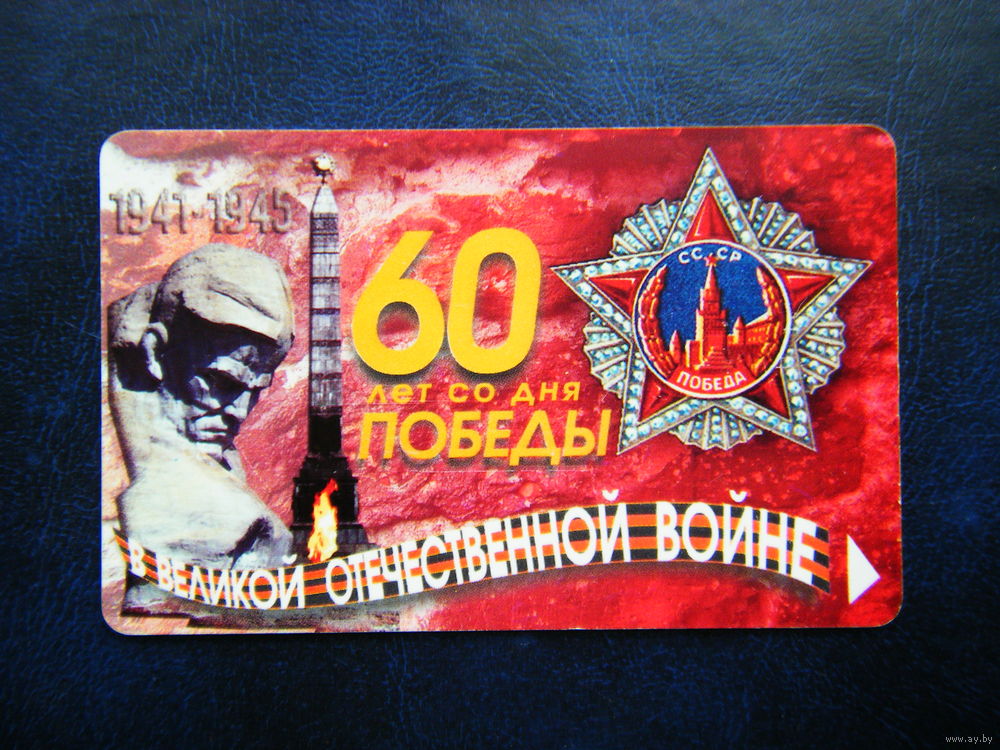 1941-1945
60
лет со дня
ПОБЕДЫ
СССР
ПОБЕДА
В ВЕЛИКОЙ ОТЕЧЕСТВЕННОЙ ВОЙНЕ
www.ay.by